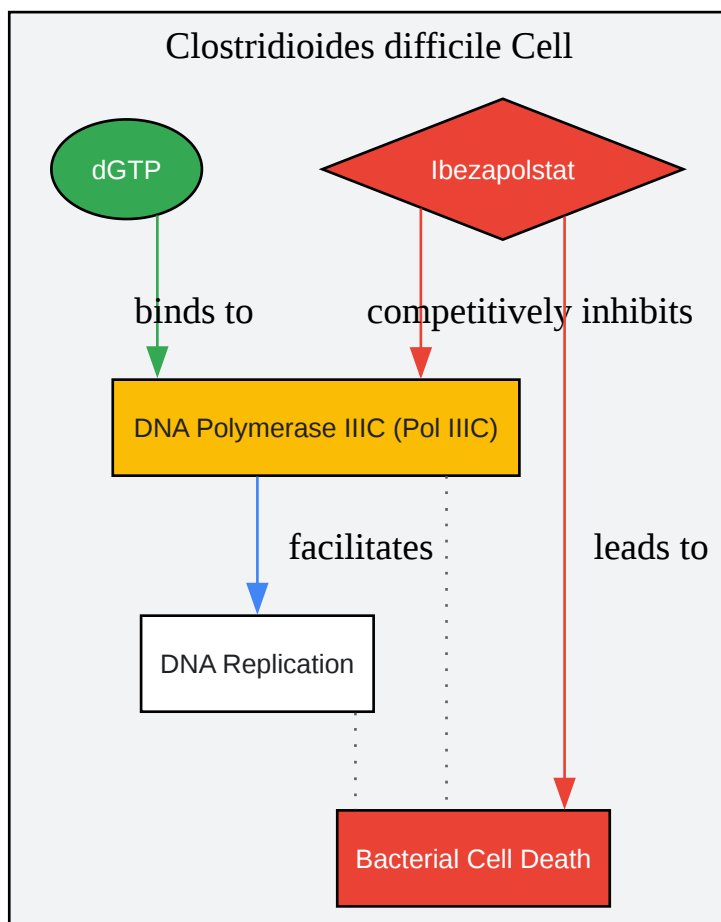 Clostridioides difficile Cell
dGTP
Ibezapolstat
binds to
competitively inhibits
DNA Polymerase IIIC (Pol IIIC)
facilitates
leads to
DNA Replication
Bacterial Cell Death